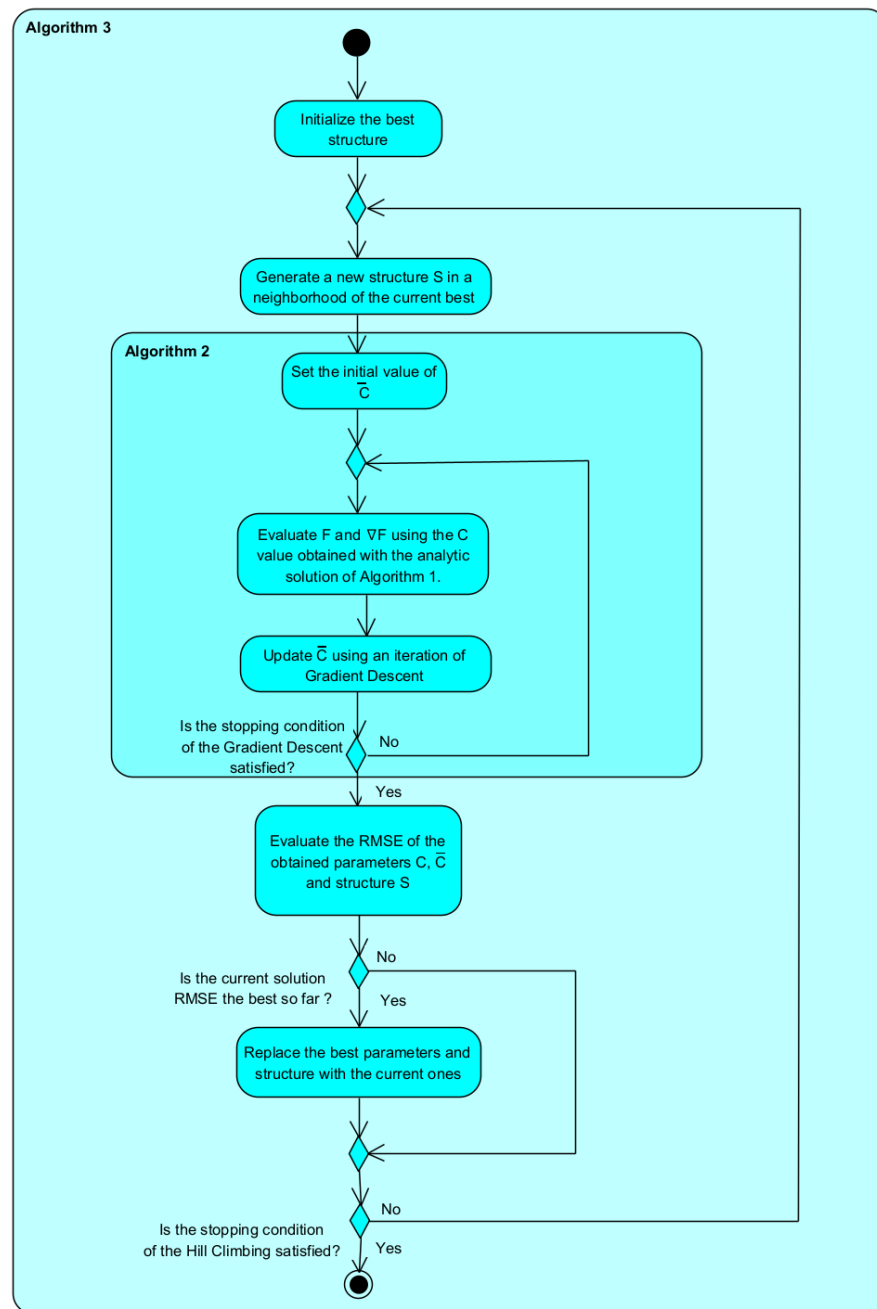 Algorithm 3
Initialize the best
structure
Generate a new structure S in a
neighborhood of the current best
Algorithm 2
Set the initial value of
C̅
Evaluate F and ∇F using the C
value obtained with the analytic
solution of Algorithm 1.
Update C̅ using an iteration of
Gradient Descent
Is the stopping condition
of the Gradient Descent
satisfied?
No
Yes
Evaluate the RMSE of the
obtained parameters C, C̅
and structure S
No
Is the current solution
RMSE the best so far ?
Yes
Replace the best parameters and
structure with the current ones
No
Is the stopping condition
of the Hill Climbing satisfied?
Yes